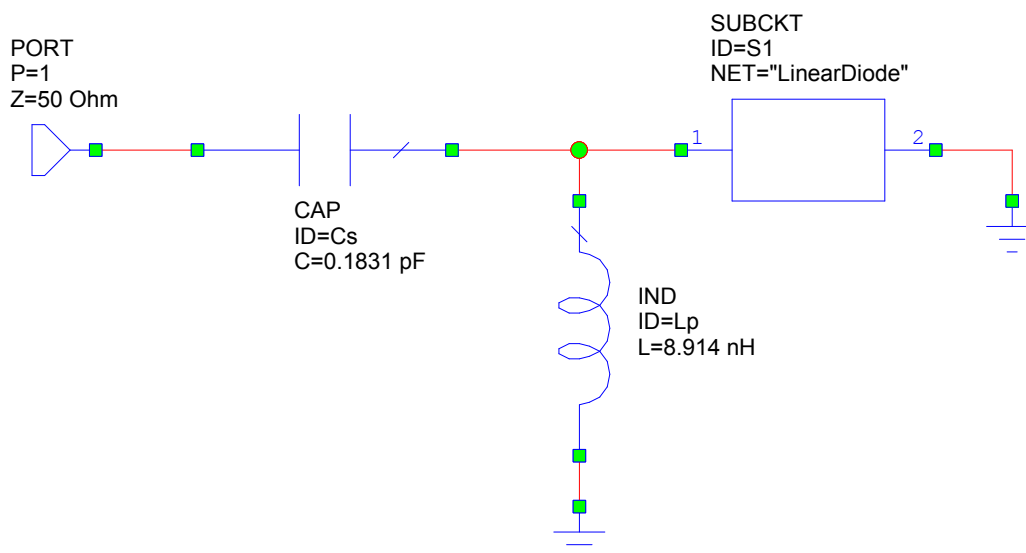 PORT
P=1
Z=50 Ohm
SUBCKT
ID=S1
NET="LinearDiode"
1
2
CAP
ID=Cs
C=0.1831 pF
IND
ID=Lp
L=8.914 nH